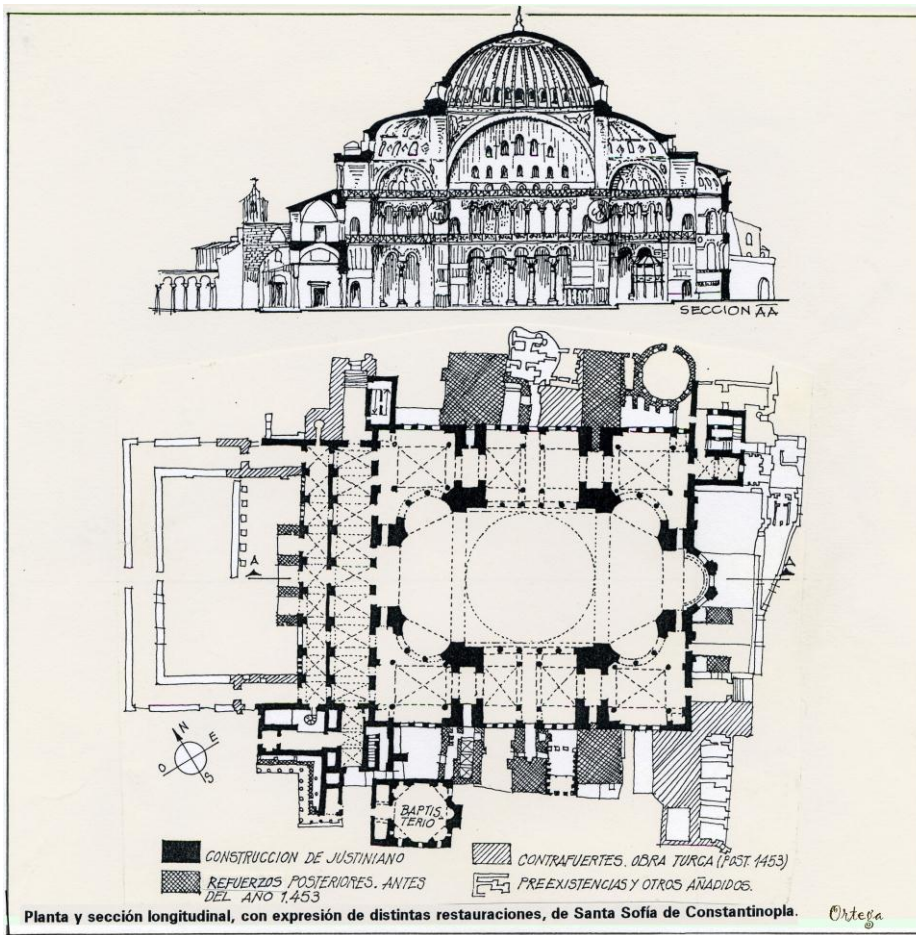 SECCION AA
A
A
N
E
O
S
BAPTIS
TERIO
CONSTRUCCION DE JUSTINIANO
REFUERZOS POSTERIORES. ANTES
DEL AÑO 1,453
CONTRAFUERTES. OBRA TURCA (POST. 1453)
PREEXISTENCIAS Y OTROS AÑADIDOS.
Planta y sección longitudinal, con expresión de distintas restauraciones, de Santa Sofía de Constantinopla.
Ortega